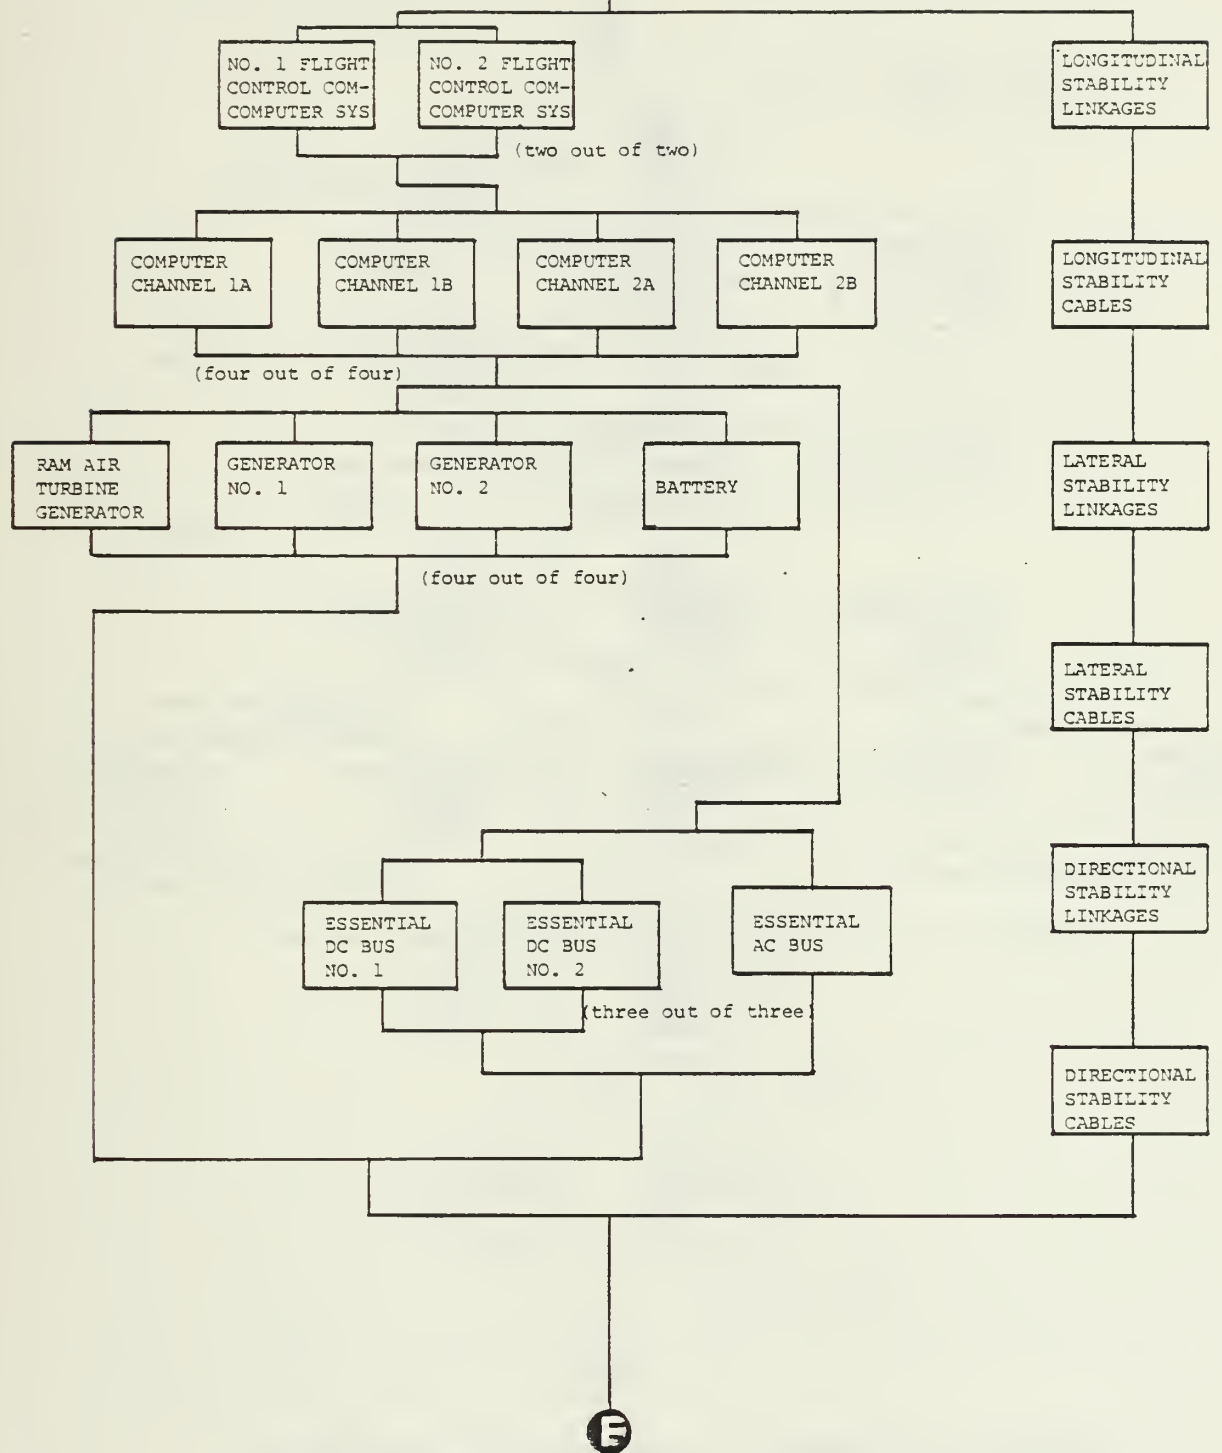 NO. 1 FLIGHT
CONTROL COM-
COMPUTER SYS
NO. 2 FLIGHT
CONTROL COM-
COMPUTER SYS
(two out of two)
LONGITUDINAL
STABILITY
LINKAGES
COMPUTER
CHANNEL 1A
COMPUTER
CHANNEL 1B
COMPUTER
CHANNEL 2A
COMPUTER
CHANNEL 2B
(four out of four)
LONGITUDINAL
STABILITY
CABLES
RAM AIR
TURBINE
GENERATOR
GENERATOR
NO. 1
GENERATOR
NO. 2
BATTERY
(four out of four)
LATERAL
STABILITY
LINKAGES
LATERAL
STABILITY
CABLES
ESSENTIAL
DC BUS
NO. 1
ESSENTIAL
DC BUS
NO. 2
ESSENTIAL
AC BUS
(three out of three)
DIRECTIONAL
STABILITY
LINKAGES
DIRECTIONAL
STABILITY
CABLES
E